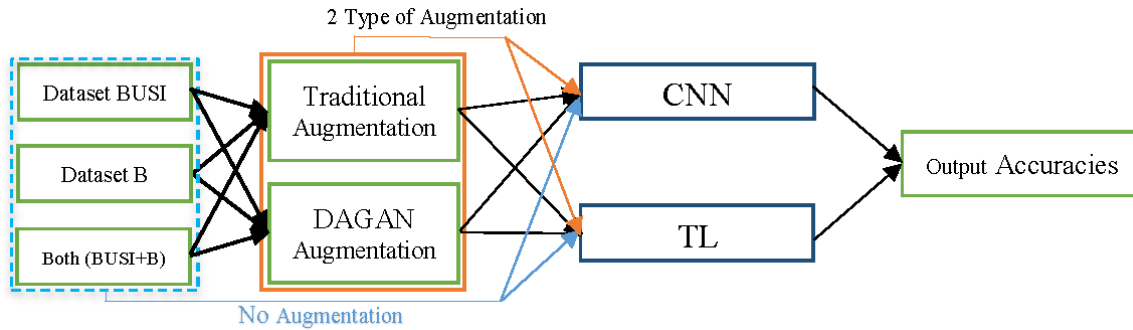 2 Type of Augmentation
Dataset BUSI
Dataset B
Both (BUSI+B)
Traditional
Augmentation
DAGAN
Augmentation
No Augmentation
CNN
TL
Output Accuracies